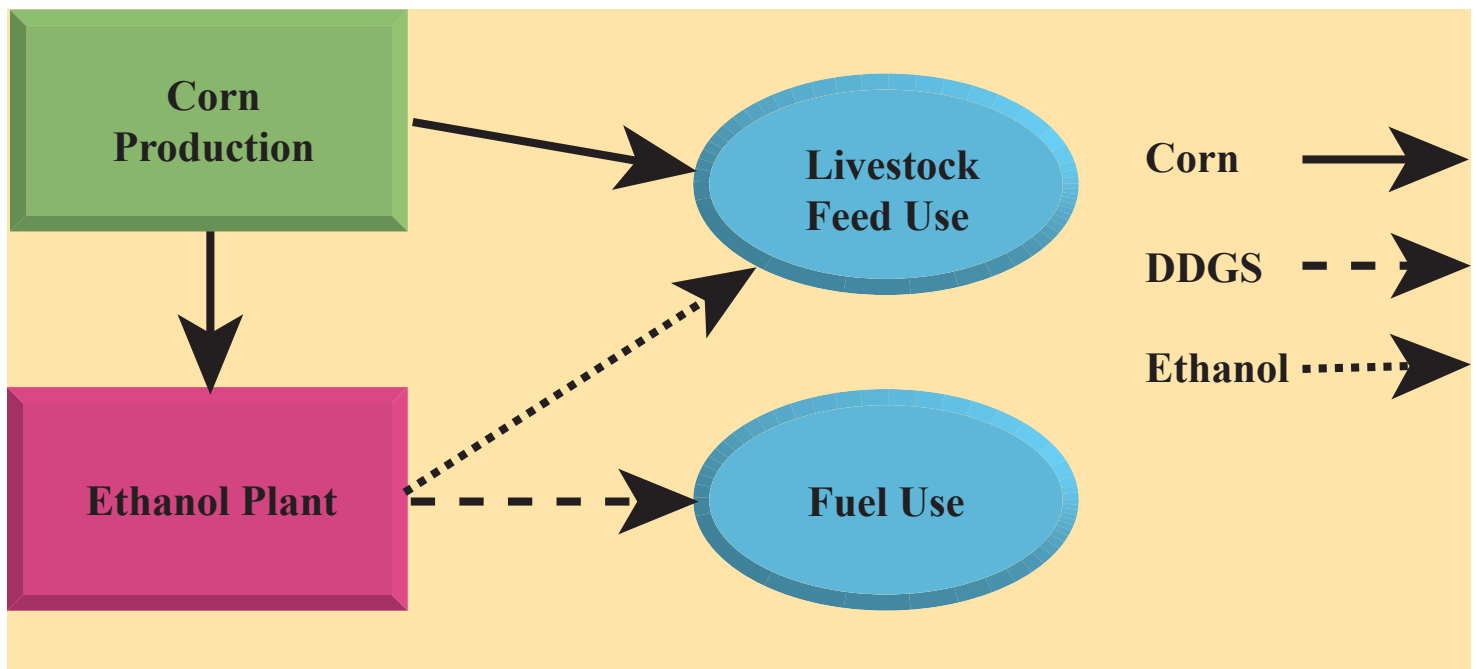 Corn
Production
Livestock
Feed Use
Ethanol Plant
Fuel Use
Corn
DDGS
Ethanol